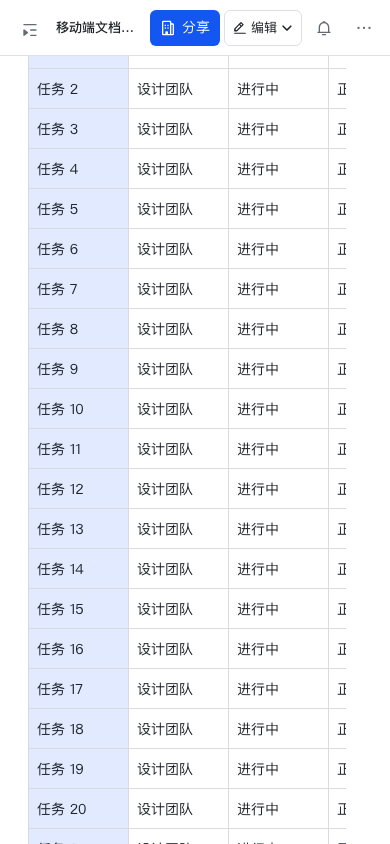 移动端文档... 分享 编辑
任务 2 设计团队 进行中
任务 3 设计团队 进行中
任务 4 设计团队 进行中
任务 5 设计团队 进行中
任务 6 设计团队 进行中
任务 7 设计团队 进行中
任务 8 设计团队 进行中
任务 9 设计团队 进行中
任务 10 设计团队 进行中
任务 11 设计团队 进行中
任务 12 设计团队 进行中
任务 13 设计团队 进行中
任务 14 设计团队 进行中
任务 15 设计团队 进行中
任务 16 设计团队 进行中
任务 17 设计团队 进行中
任务 18 设计团队 进行中
任务 19 设计团队 进行中
任务 20 设计团队 进行中